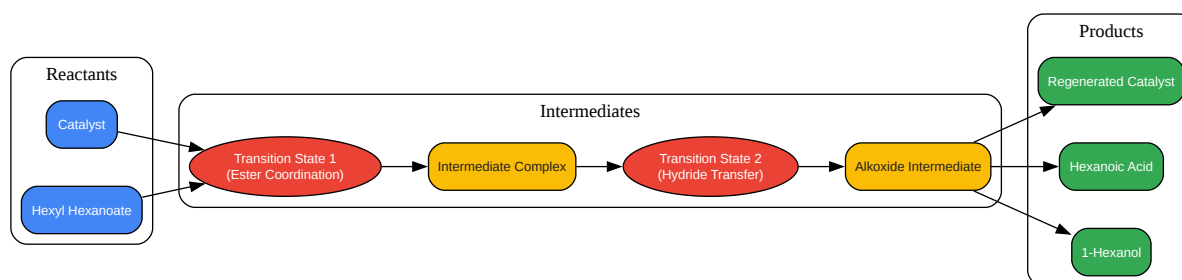 Reactants
Catalyst
Hexyl Hexanoate
Intermediates
Transition State 1
(Ester Coordination)
Intermediate Complex
Transition State 2
(Hydride Transfer)
Alkoxide Intermediate
Products
Regenerated Catalyst
Hexanoic Acid
1-Hexanol